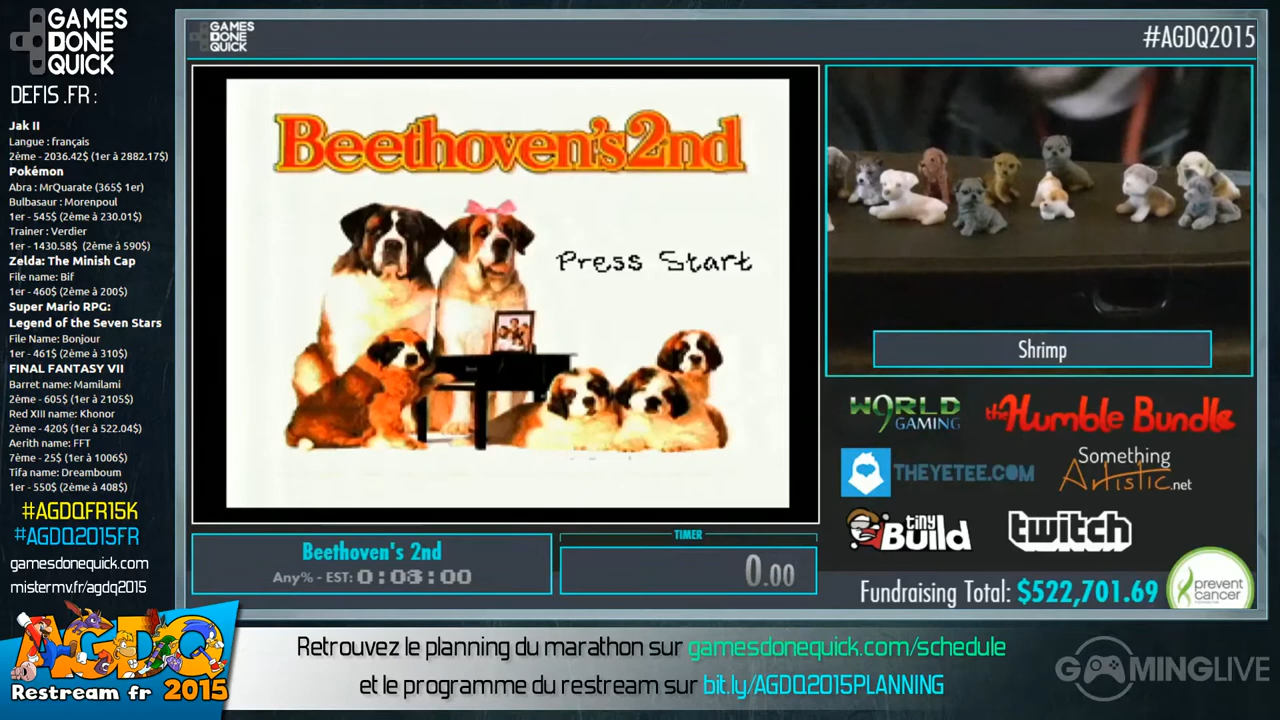 GAMES
DONE
QUICK
DEFIS .FR :
Jak II
Langue : français
2ème - 2036.42$ (1er à 2882.17$)
Pokémon
Abra : MrQuarate (365$ 1er)
Bulbasaur : Morenpoul
1er - 545$ (2ème à 230.01$)
Trainer : Verdier
1er - 1430.58$ (2ème à 590$)
Zelda: The Minish Cap
File name: Bif
1er - 460$ (2ème à 200$)
Super Mario RPG:
Legend of the Seven Stars
File Name: Bonjour
1er - 461$ (2ème à 310$)
FINAL FANTASY VII
Barret name: Mamilami
2ème - 605$ (1er à 2105$)
Red XIII name: Khonor
2ème - 420$ (1er à 522.04$)
Aerith name: FFT
7ème - 25$ (1er à 1006$)
Tifa name: Dreamboum
1er - 550$ (2ème à 408$)
#AGDQFR15K
#AGDQ2015FR
gamesdonequick.com
mistermv.fr/agdq2015
AGDQ
Restream fr 2015
GAMES
DONE
QUICK
#AGDQ2015
Beethoven's 2nd
Press Start
Shrimp
WORLD
GAMING
the Humble Bundle
THEYETEE.COM
Something
Artistic.net
tiny
Build
twitch
Beethoven's 2nd
Any% - EST: 0:03:00
TIMER
0.00
Fundraising Total: $522,701.69
prevent
cancer
Retrouvez le planning du marathon sur gamesdonequick.com/schedule
et le programme du restream sur bit.ly/AGDQ2015PLANNING
GAMINGLIVE